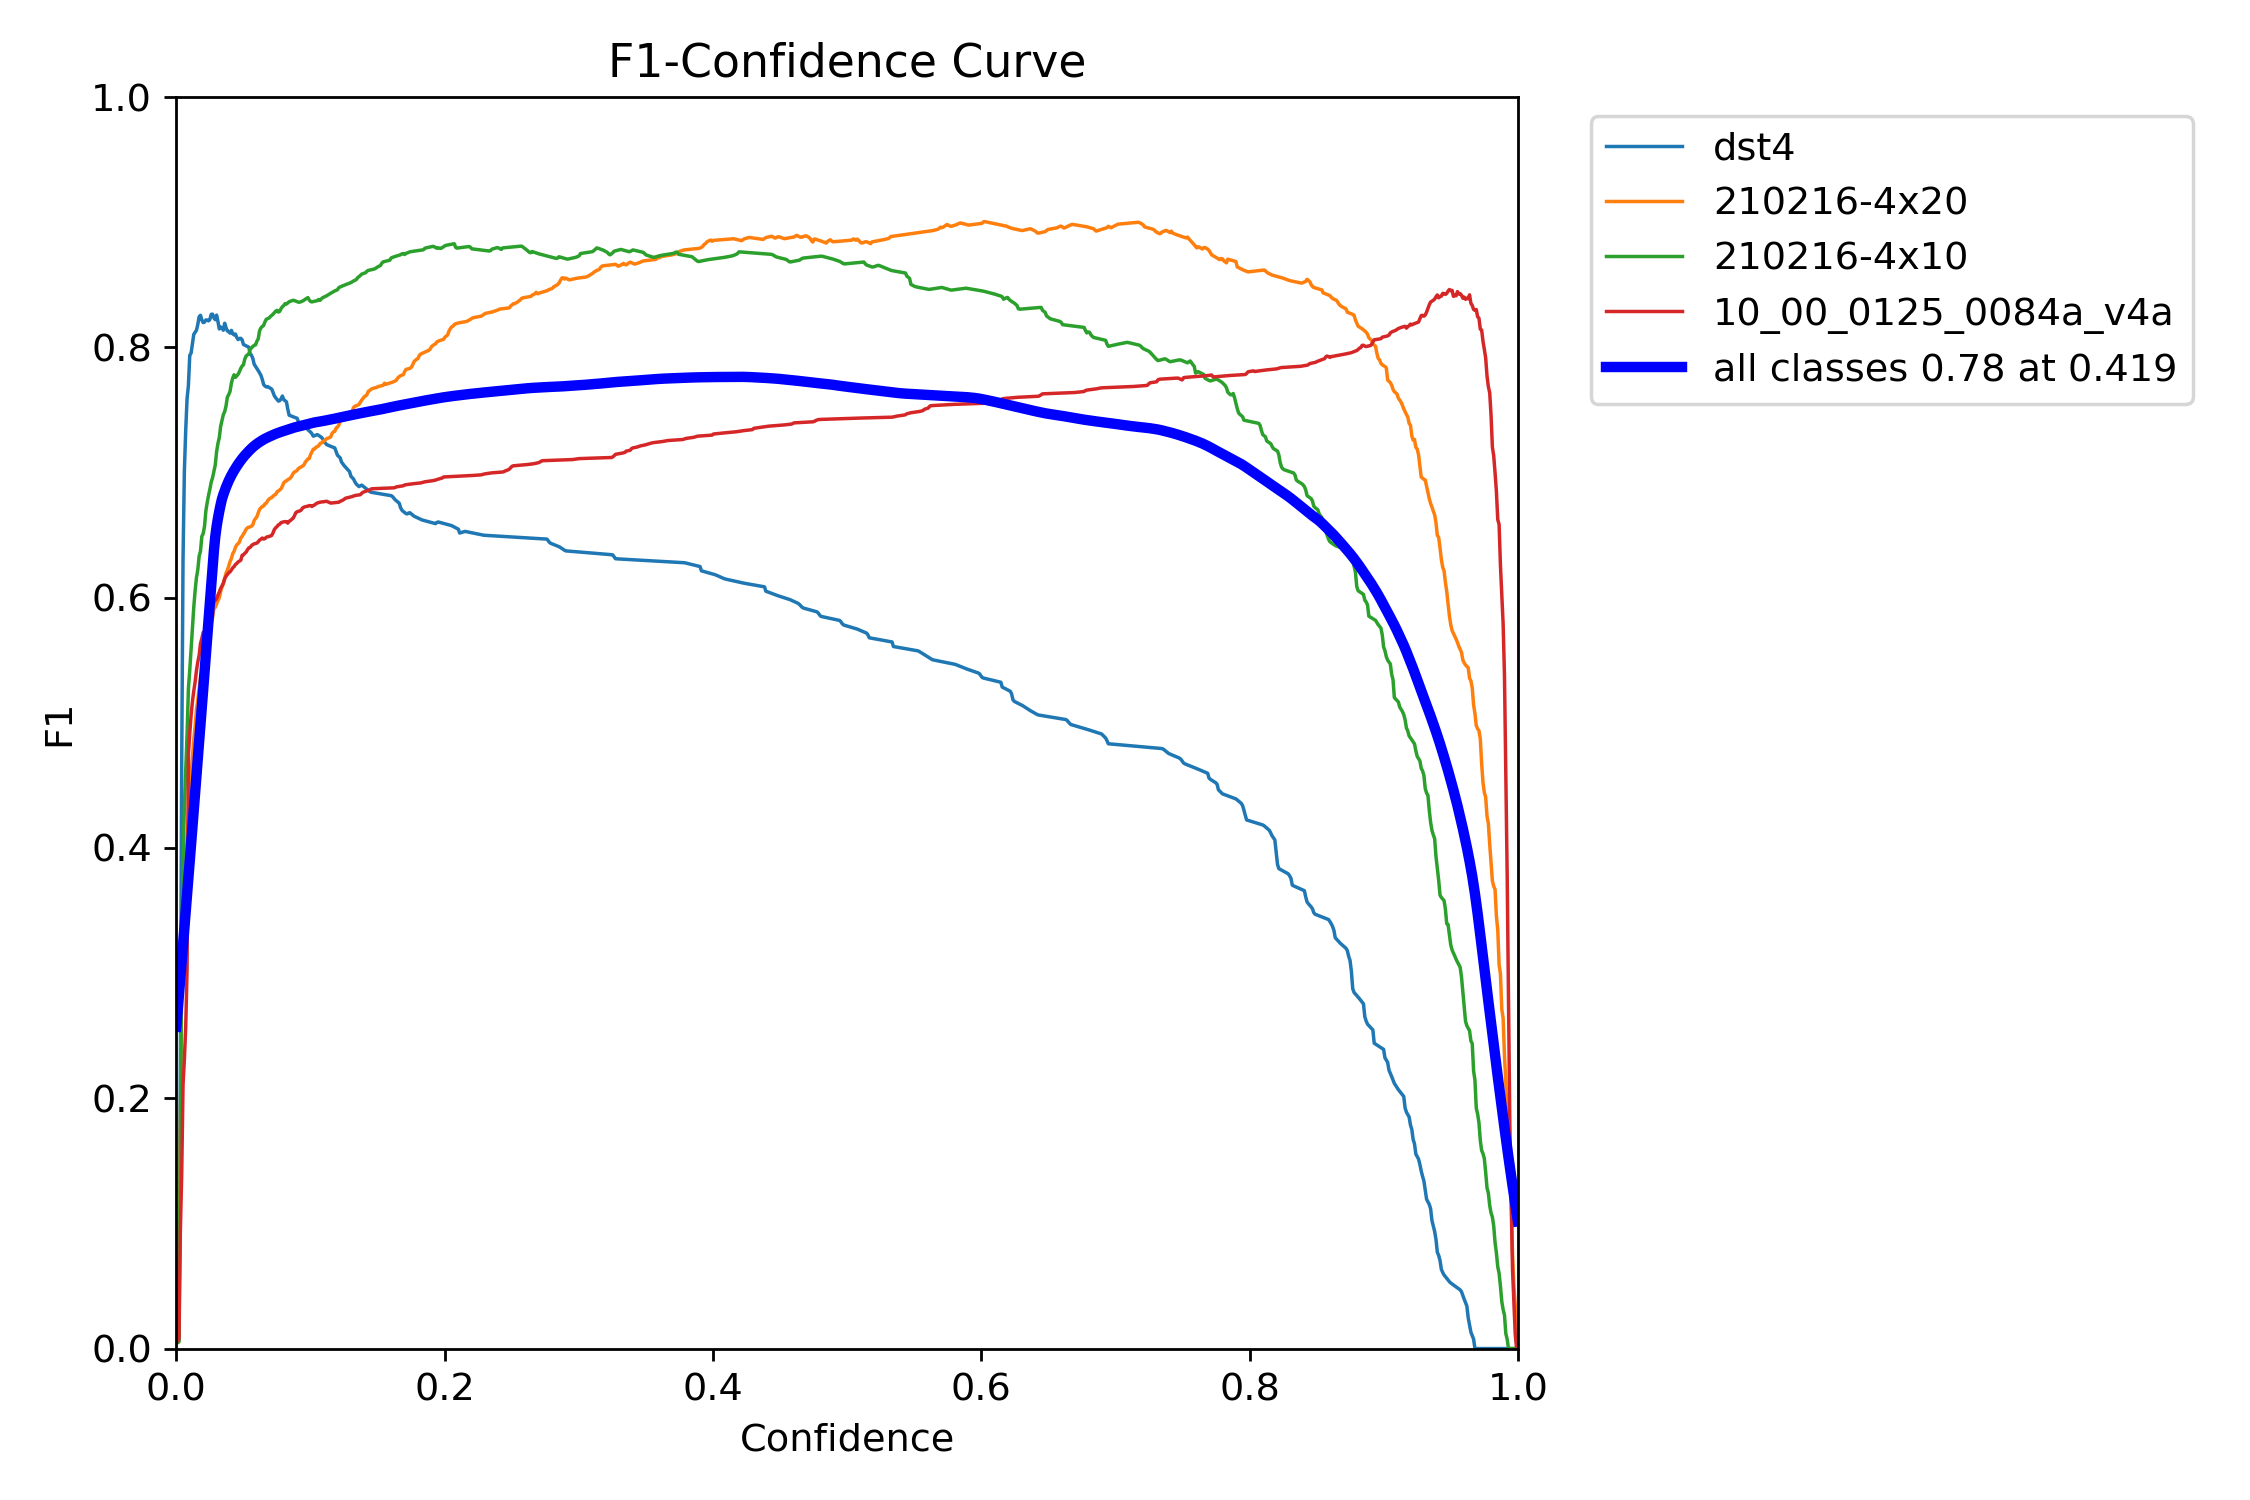 F1-Confidence Curve
1.0
0.8
0.6
0.4
0.2
0.0
F1
0.0 0.2 0.4 0.6 0.8 1.0
Confidence
dst4
210216-4x20
210216-4x10
10_00_0125_0084a_v4a
all classes 0.78 at 0.419